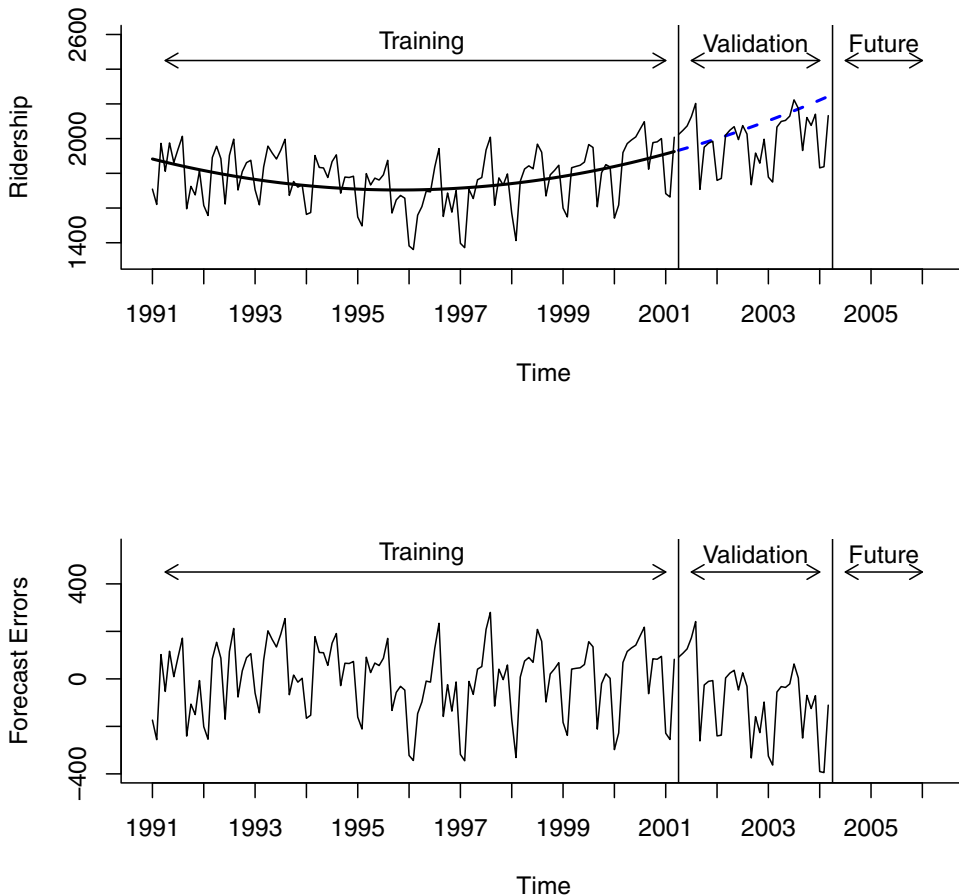 Training Validation Future
Ridership
2600
2000
1400
1991 1993 1995 1997 1999 2001 2003 2005
Time
Training Validation Future
Forecast Errors
400
0
−400
1991 1993 1995 1997 1999 2001 2003 2005
Time